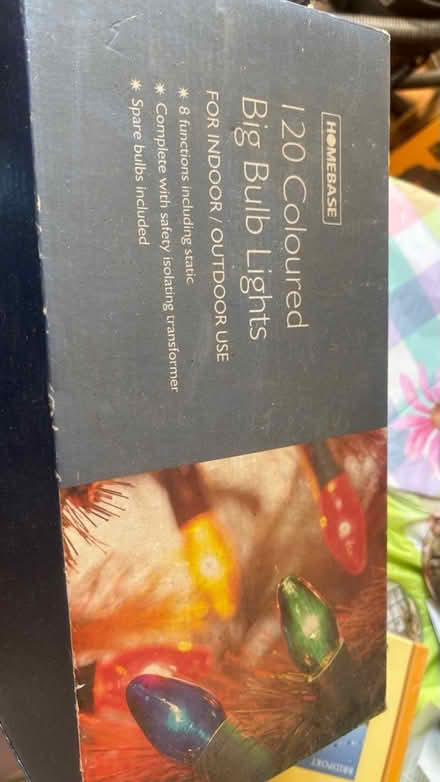 HOMEBASE
120 Coloured
Big Bulb Lights
FOR INDOOR / OUTDOOR USE
* 8 functions including static
* Complete with safety isolating transformer
* Spare bulbs included
BRIDPORT